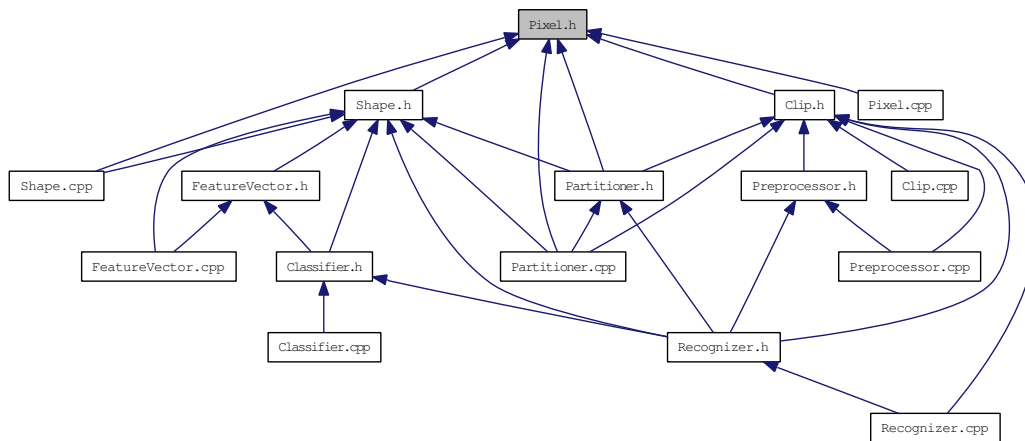 Pixel.h
Shape.h
Clip.h
Pixel.cpp
Shape.cpp
FeatureVector.h
Partitioner.h
Preprocessor.h
Clip.cpp
FeatureVector.cpp
Classifier.h
Partitioner.cpp
Preprocessor.cpp
Classifier.cpp
Recognizer.h
Recognizer.cpp